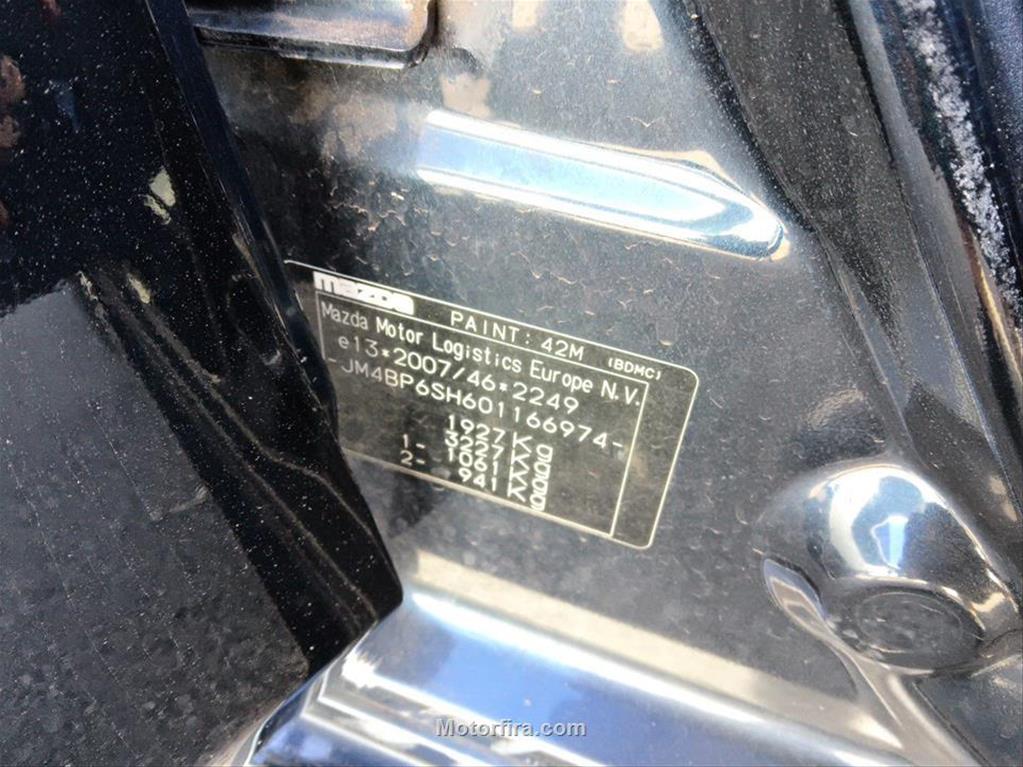 mazda PAINT: 42M (BDMC)
Mazda Motor Logistics Europe N.V.
e13*2007/46*2249
-JM4BP6SH601166974-
1927 Kg
3227 Kg
1- 1061 Kg
2- 941 Kg
Motorfira.com